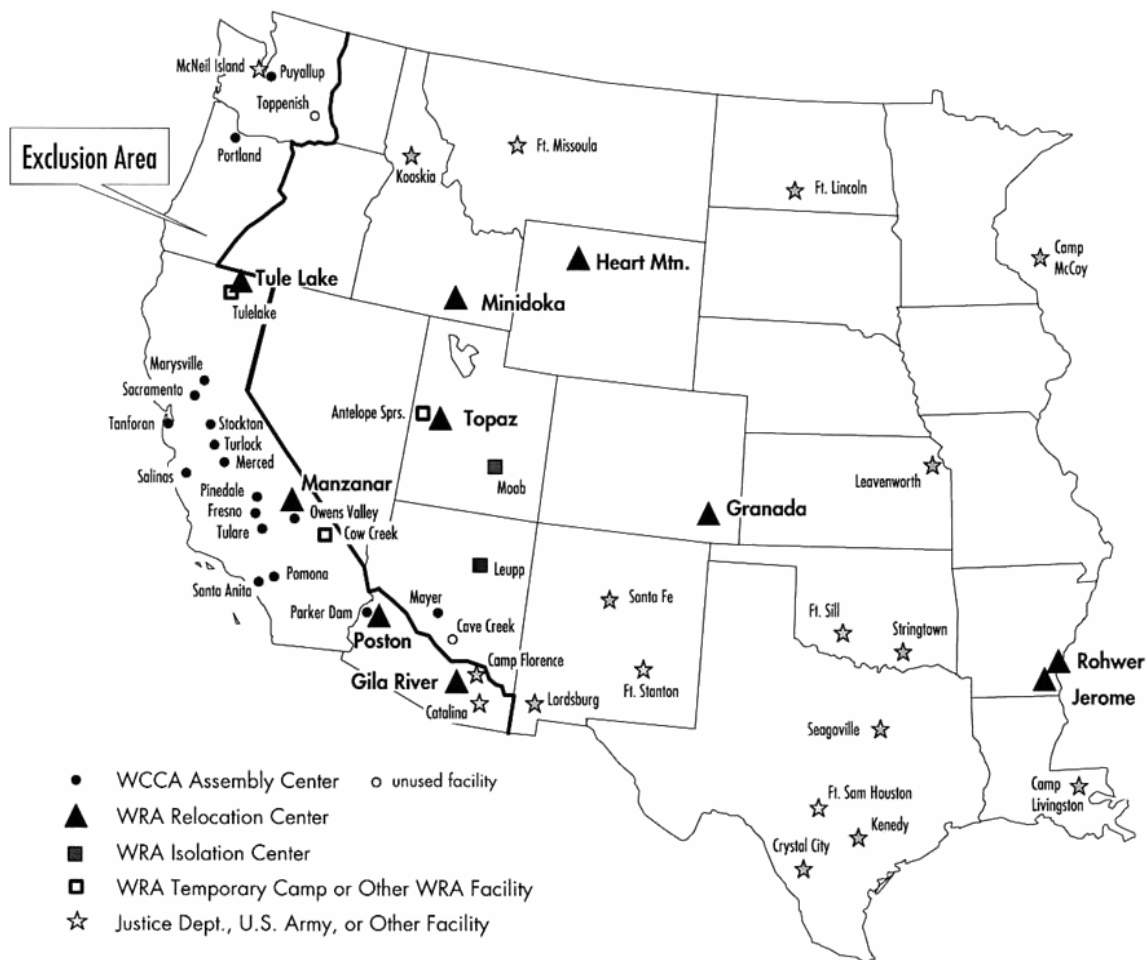 McNeil Island
Puyallup
Toppenish
Portland
Exclusion Area
Kooskia
Ft. Missoula
Ft. Lincoln
Camp
McCoy
Heart Mtn.
Tule Lake
Tulelake
Minidoka
Marysville
Sacramento
Tanforan
Stockton
Turlock
Merced
Salinas
Antelope Sprs.
Topaz
Moab
Leavenworth
Manzanar
Pinedale
Fresno
Tulare
Owens Valley
Cow Creek
Granada
Santa Anita
Pomona
Leupp
Parker Dam
Poston
Mayer
Cave Creek
Santa Fe
Ft. Sill
Stringtown
Camp Florence
Gila River
Catalina
Lordsburg
Ft. Stanton
Rohwer
Jerome
Seagoville
Ft. Sam Houston
Kenedy
Crystal City
Camp
Livingston
WCCA Assembly Center
unused facility
WRA Relocation Center
WRA Isolation Center
WRA Temporary Camp or Other WRA Facility
Justice Dept., U.S. Army, or Other Facility